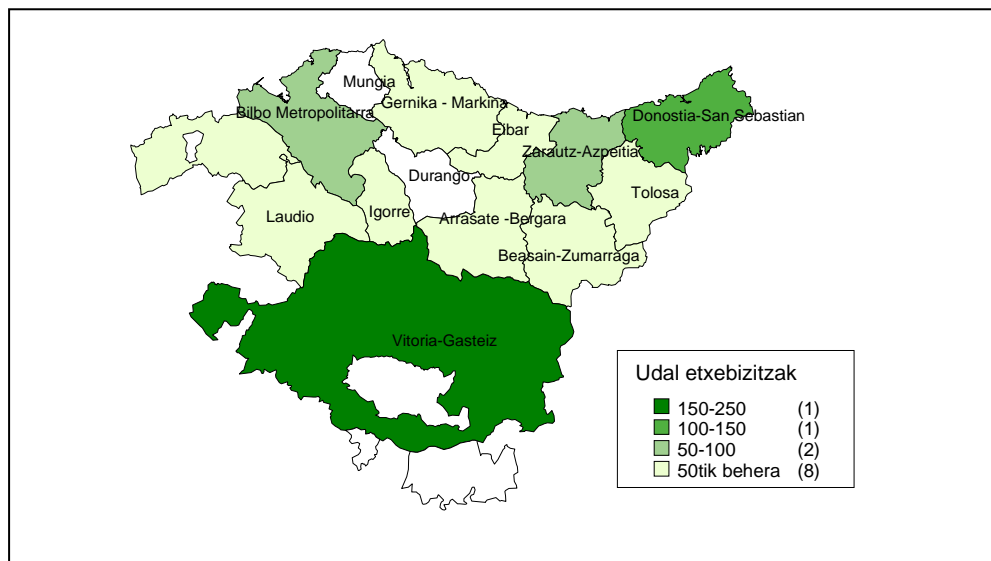 Mungia
Gernika - Markina
Bilbo Metropolitarra
Donostia-San Sebastian
Eibar
Zarautz-Azpeitia
Durango
Tolosa
Laudio
Igorre
Arrasate -Bergara
Beasain-Zumarraga
Vitoria-Gasteiz
Udal etxebizitzak
150-250 (1)
100-150 (1)
50-100 (2)
50tik behera (8)